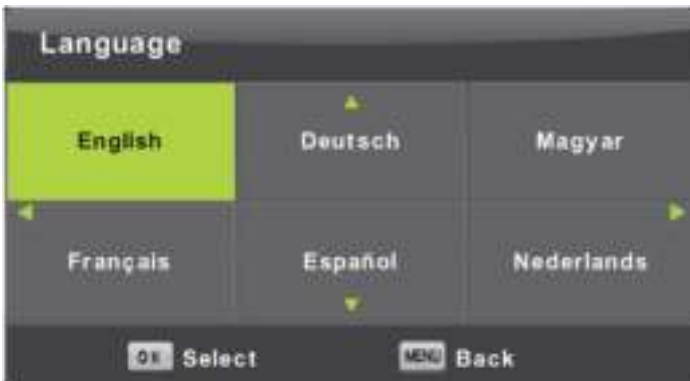 Language
English Deutsch Magyar
Français Español Nederlands
OK Select MENU Back